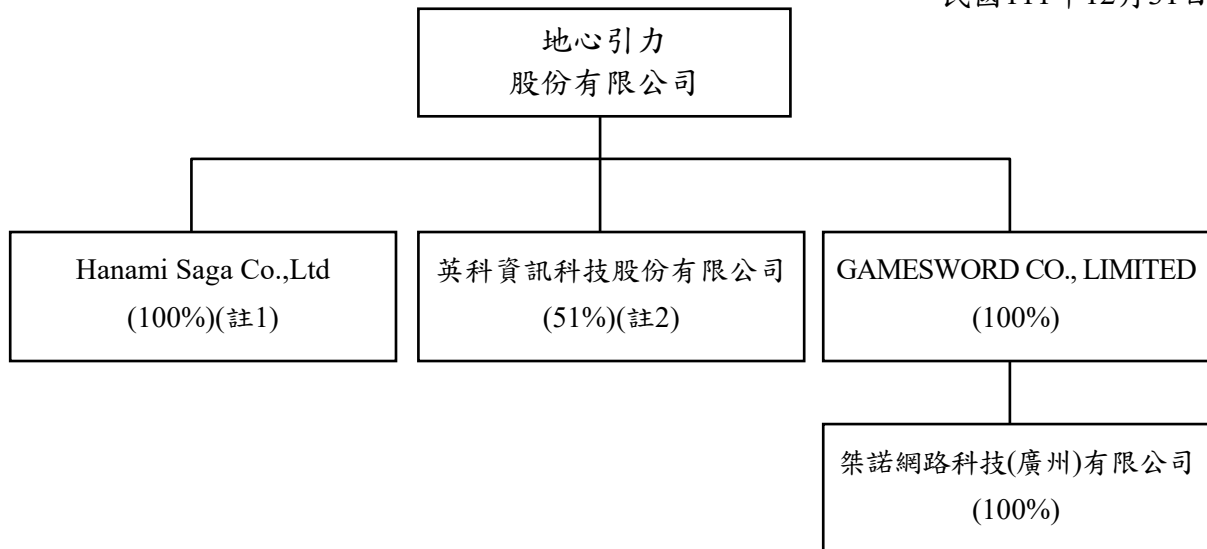 民國111年12月31日
地心引力
股份有限公司
Hanami Saga Co.,Ltd
(100%)(註1)
英科資訊科技股份有限公司
(51%)(註2)
GAMESWORD CO., LIMITED
(100%)
桀諾網路科技(廣州)有限公司
(100%)